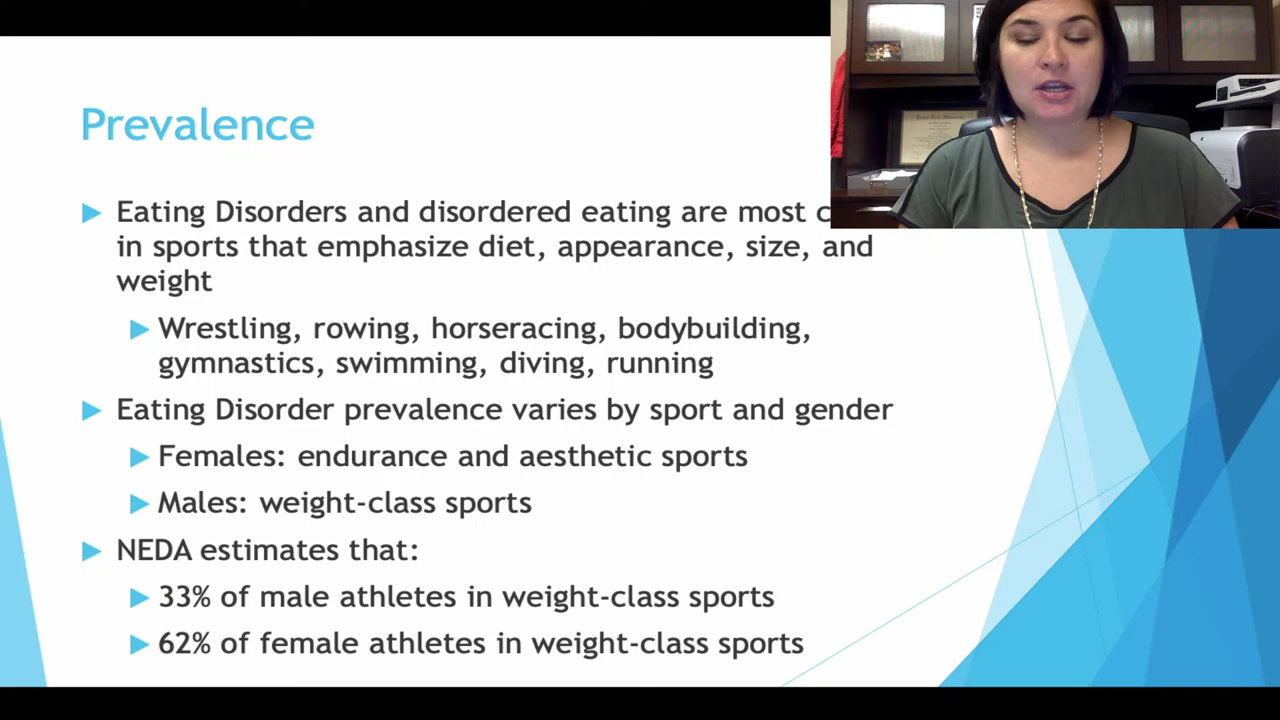 Prevalence
Eating Disorders and disordered eating are most
in sports that emphasize diet, appearance, size, and
weight
Wrestling, rowing, horseracing, bodybuilding,
gymnastics, swimming, diving, running
Eating Disorder prevalence varies by sport and gender
Females: endurance and aesthetic sports
Males: weight-class sports
NEDA estimates that:
33% of male athletes in weight-class sports
62% of female athletes in weight-class sports